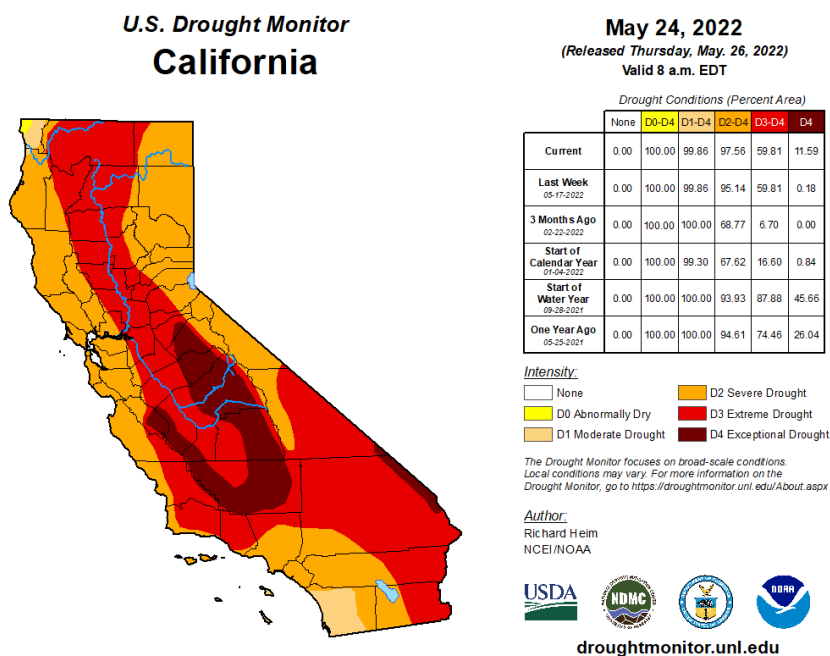 U.S. Drought Monitor
California
May 24, 2022
(Released Thursday, May. 26, 2022)
Valid 8 a.m. EDT
Drought Conditions (Percent Area)
None D0-D4 D1-D4 D2-D4 D3-D4 D4
Current 0.00 100.00 99.86 97.56 59.81 11.59
Last Week
05-17-2022 0.00 100.00 99.86 95.14 59.81 0.18
3 Months Ago
02-22-2022 0.00 100.00 100.00 68.77 6.70 0.00
Start of
Calendar Year
01-04-2022 0.00 100.00 99.30 67.62 16.60 0.84
Start of
Water Year
09-28-2021 0.00 100.00 100.00 93.93 87.88 45.66
One Year Ago
05-25-2021 0.00 100.00 100.00 94.61 74.46 26.04
Intensity:
None
D0 Abnormally Dry
D1 Moderate Drought
D2 Severe Drought
D3 Extreme Drought
D4 Exceptional Drought
The Drought Monitor focuses on broad-scale conditions.
Local conditions may vary. For more information on the
Drought Monitor, go to https://droughtmonitor.unl.edu/About.aspx
Author:
Richard Heim
NCEI/NOAA
USDA
NDMC
NOAA
droughtmonitor.unl.edu